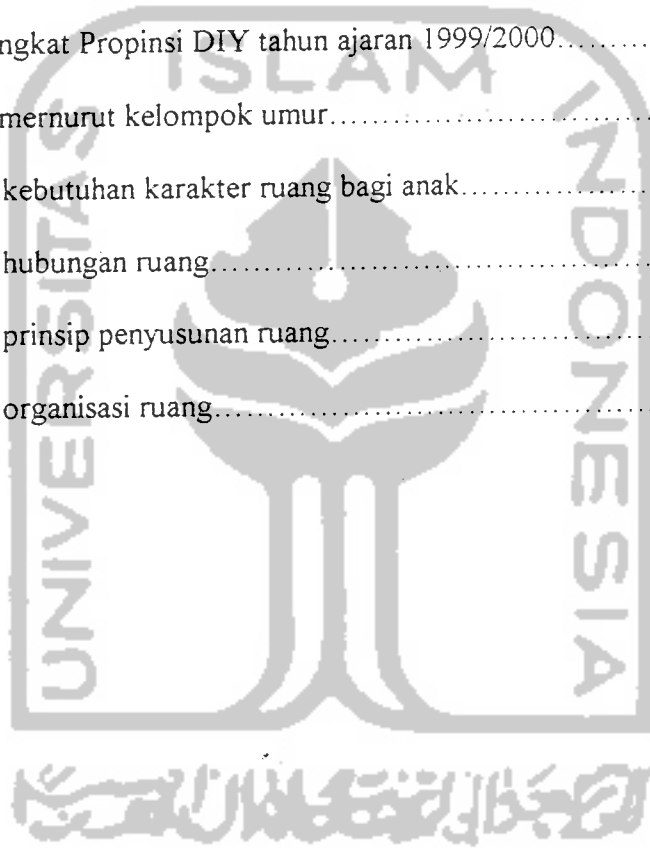 ngkat Propinsi DIY tahun ajaran 1999/2000..........
mernurut kelompok umur..............................
kebutuhan karakter ruang bagi anak..................
hubungan ruang.......................................
prinsip penyusunan ruang.............................
organisasi ruang.....................................
ISLAM
UNIVERSITAS
INDONESIA